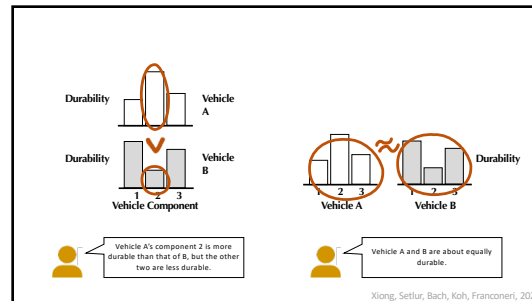 Durability
Vehicle
A
Durability
Vehicle
B
1 2 3
Vehicle Component
1 2 3
Vehicle A
1 2 3
Vehicle B
Durability
Vehicle A's component 2 is more
durable than that of B, but the other
two are less durable.
Vehicle A and B are about equally
durable.
Xiong, Setlur, Bach, Koh, Franconeri,